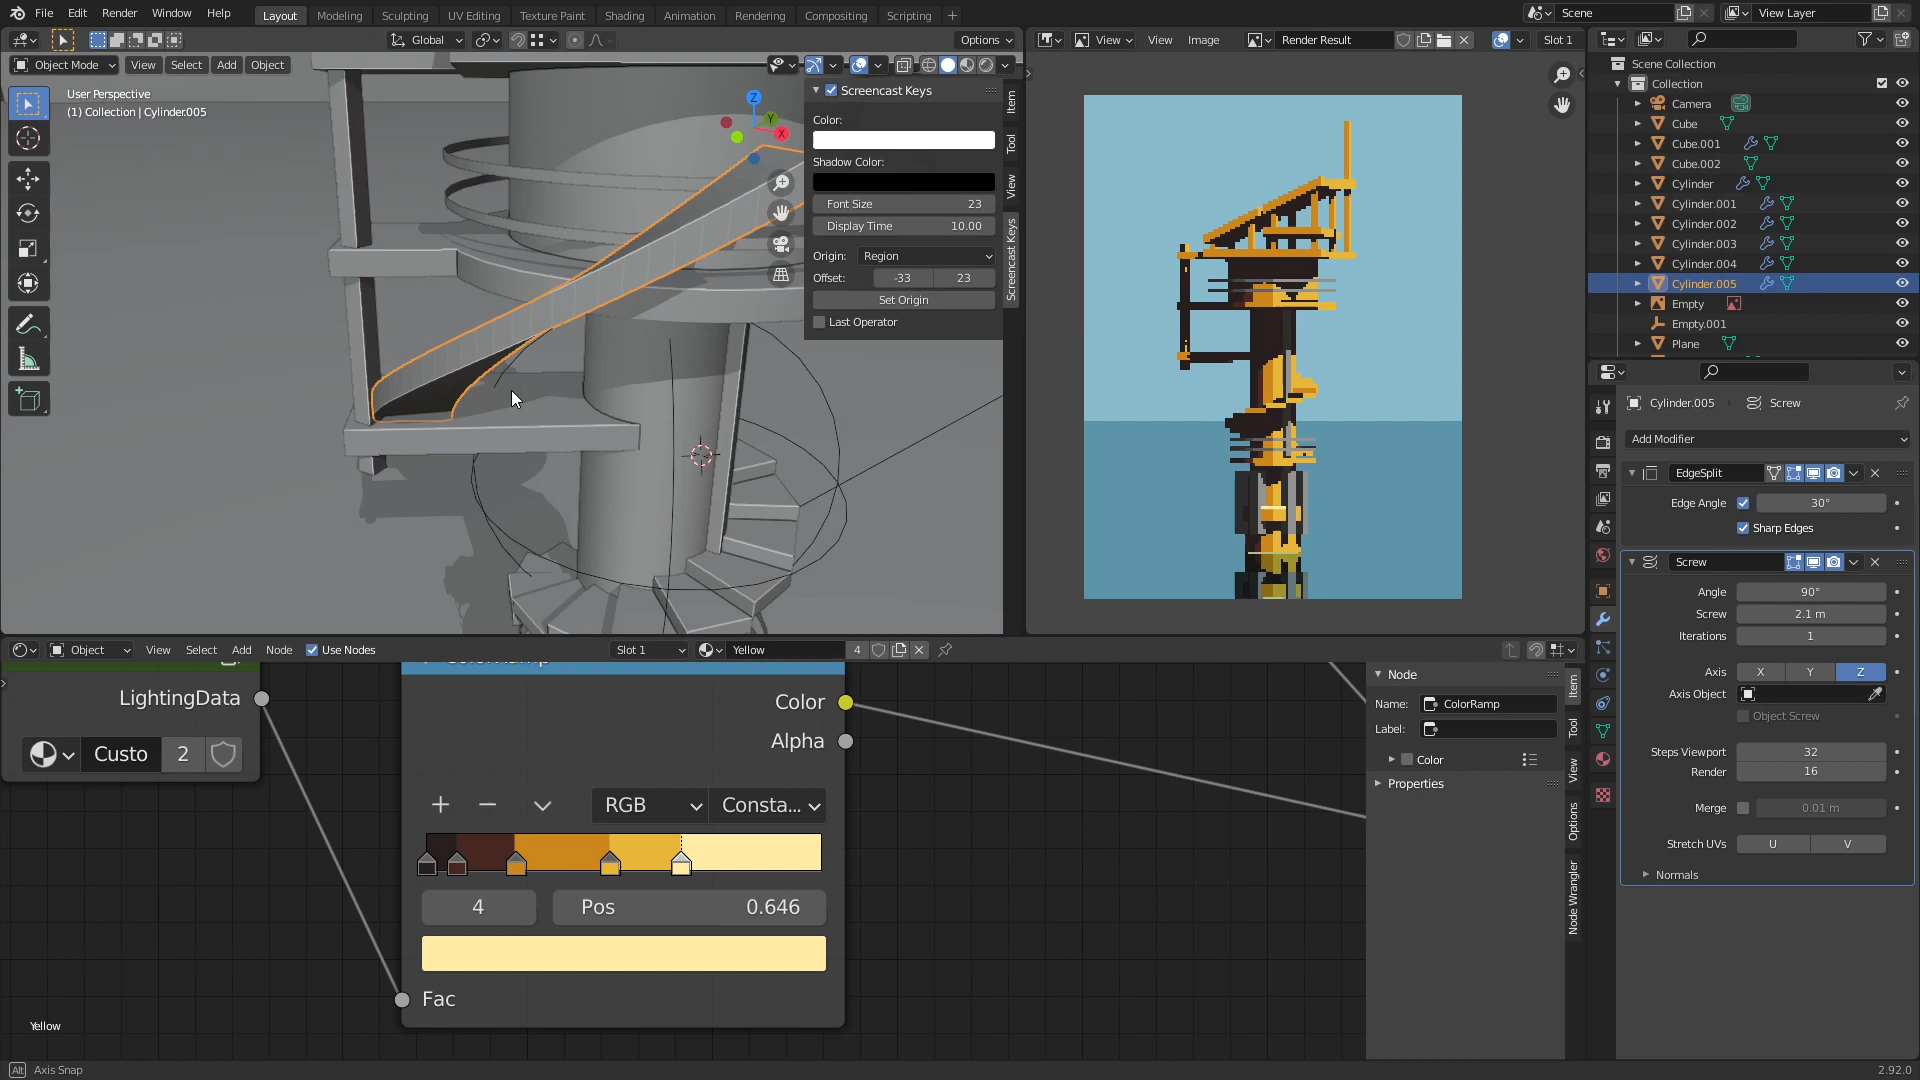 File Edit Render Window Help Layout Modeling Sculpting UV Editing Texture Paint Shading Animation Rendering Compositing Scripting + Scene View Layer
Global Options View View Image Render Result Slot 1
Object Mode View Select Add Object
User Perspective
(1) Collection | Cylinder.005
Z
Y
X
Screencast Keys
Color:
Shadow Color:
Font Size 23
Display Time 10.00
Origin: Region
Offset: -33 23
Set Origin
Last Operator
Item
Tool
View
Screencast Keys
Scene Collection
Collection
Camera
Cube
Cube.001
Cube.002
Cylinder
Cylinder.001
Cylinder.002
Cylinder.003
Cylinder.004
Cylinder.005
Empty
Empty.001
Plane
Cylinder.005 Screw
Add Modifier
EdgeSplit
Edge Angle 30°
Sharp Edges
Screw
Angle 90°
Screw 2.1 m
Iterations 1
Axis X Y Z
Axis Object
Object Screw
Steps Viewport 32
Render 16
Merge 0.01 m
Stretch UVs U V
Normals
Object View Select Add Node Use Nodes Slot 1 Yellow 4
LightingData
Custo 2
Color
Alpha
RGB Consta...
4 Pos 0.646
Fac
Yellow
Node
Name: ColorRamp
Label:
Color
Properties
Item
Tool
View
Options
Node Wrangler
Alt Axis Snap 2.92.0